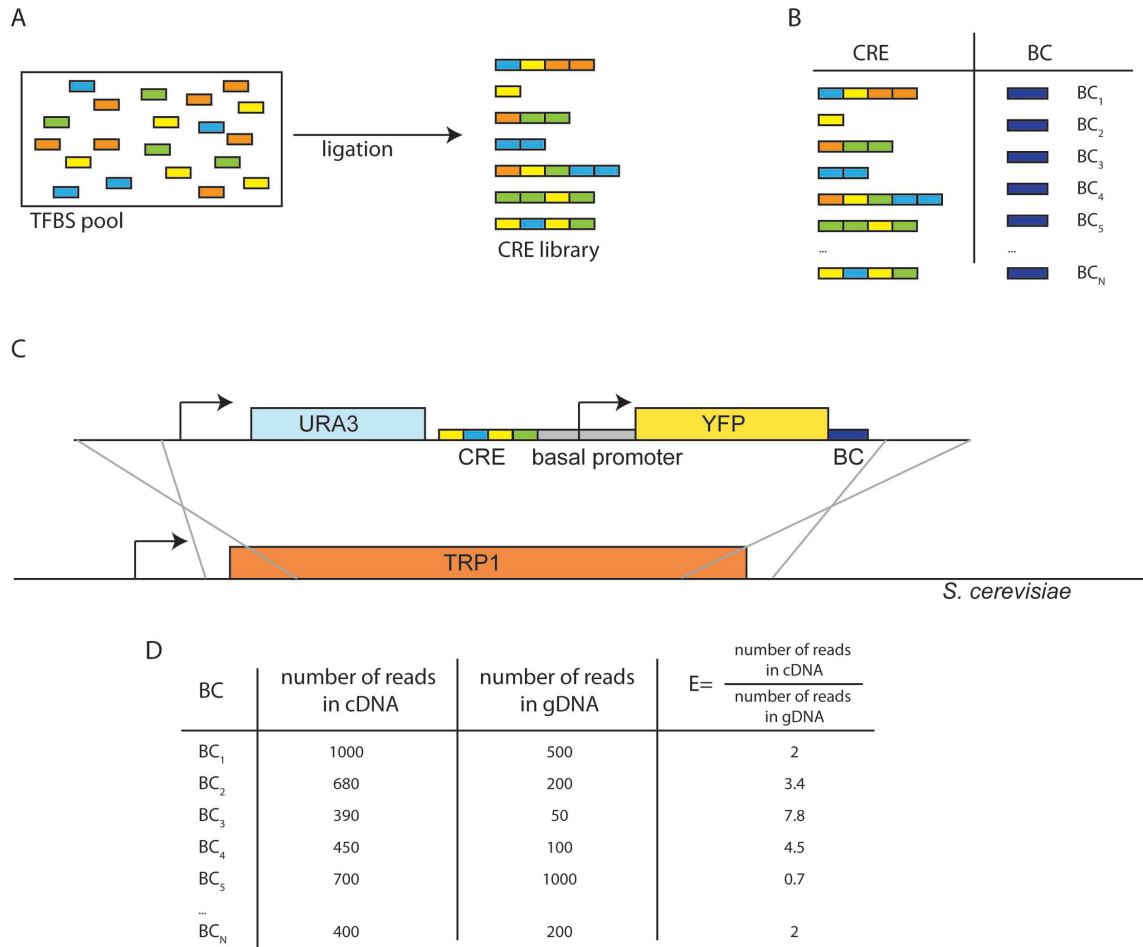 A
TFBS pool
ligation
CRE library
B
CRE BC
BC1
BC2
BC3
BC4
BC5
... ...
BCN
C
URA3
YFP
CRE basal promoter BC
TRP1
S. cerevisiae
D
BC number of reads in cDNA number of reads in gDNA E= number of reads in cDNA number of reads in gDNA
BC1 1000 500 2
BC2 680 200 3.4
BC3 390 50 7.8
BC4 450 100 4.5
BC5 700 1000 0.7
...
BCN 400 200 2